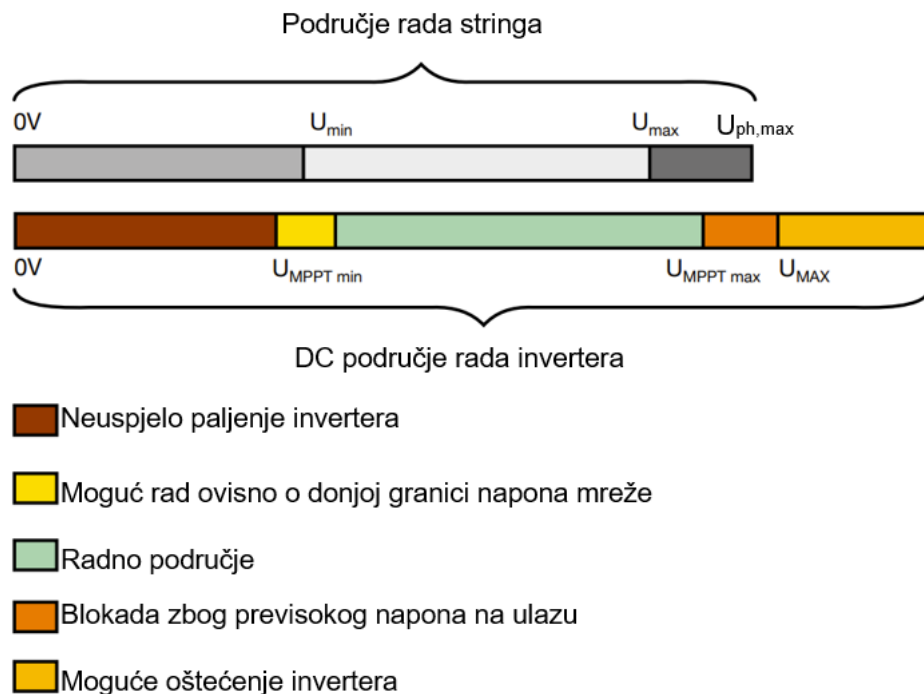 Područje rada stringa
0V Umin Umax Uph,max
0V UMPPT min UMPPT max UMAX
DC područje rada invertera
Neuspjelo paljenje invertera
Moguć rad ovisno o donjoj granici napona mreže
Radno područje
Blokada zbog previsokog napona na ulazu
Moguće oštećenje invertera